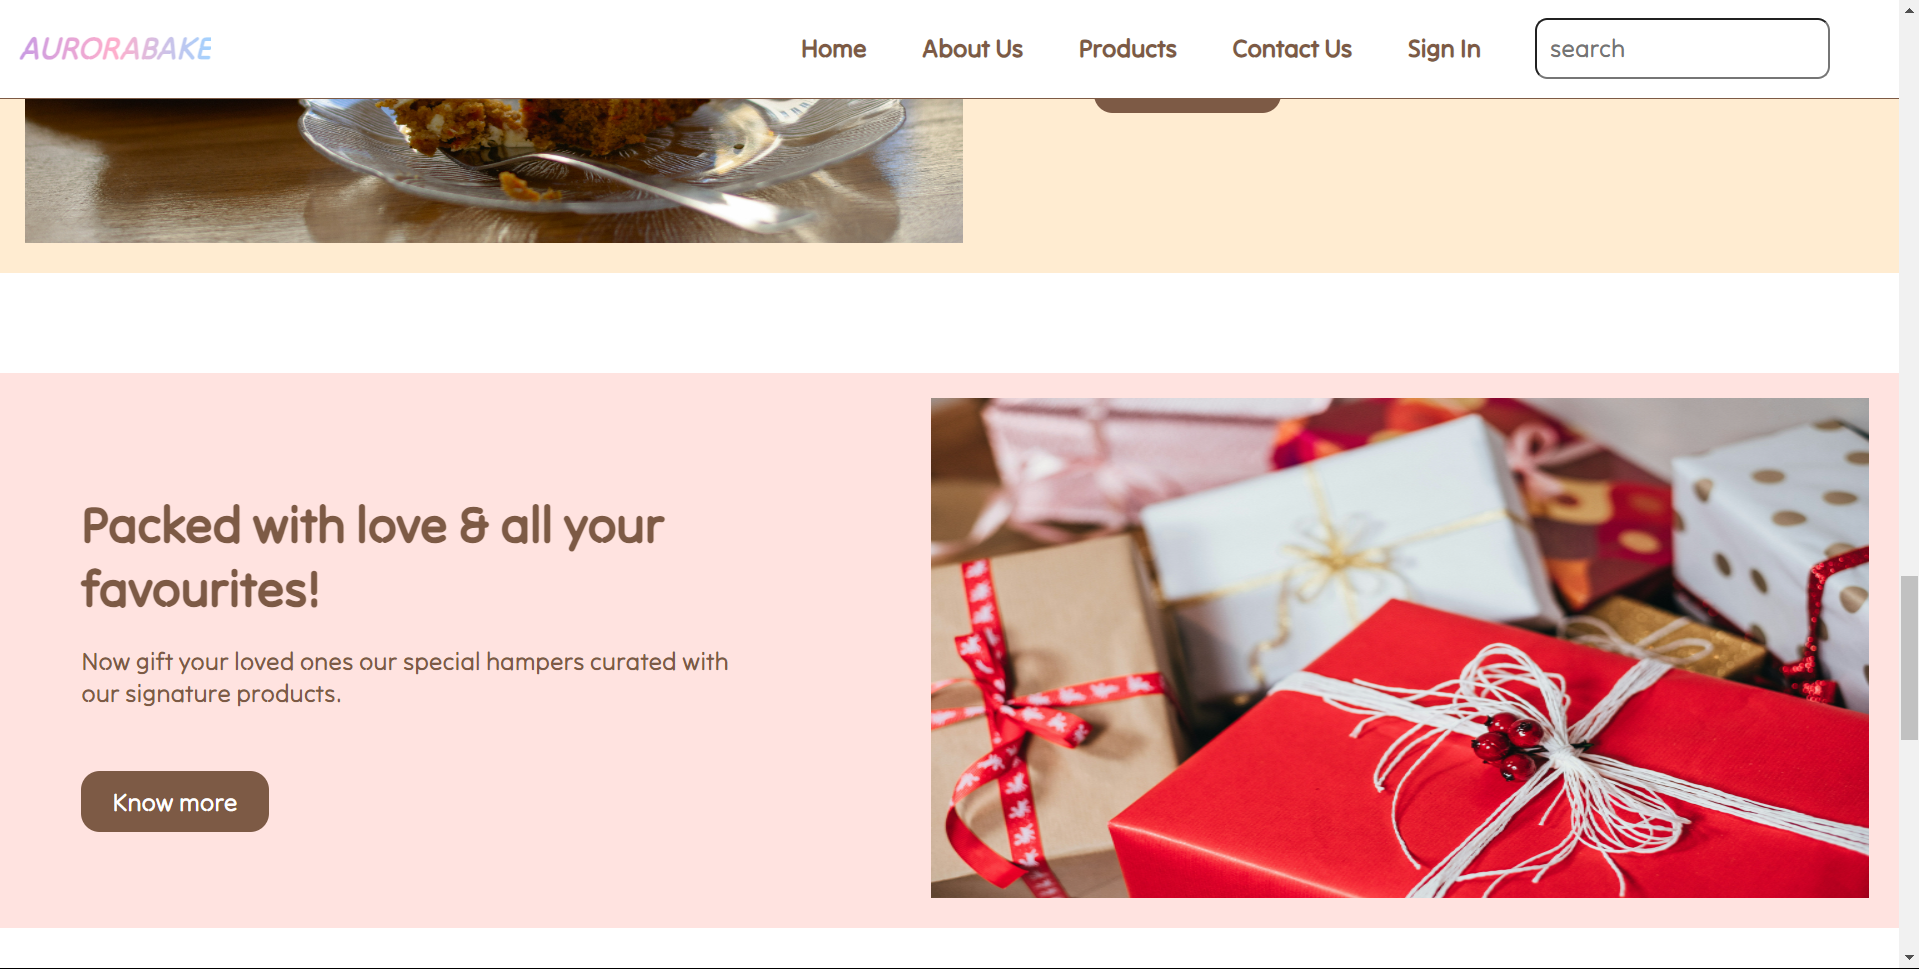 AURORABAKE
Home
About Us
Products
Contact Us
Sign In
search
Packed with love & all your
favourites!
Now gift your loved ones our special hampers curated with
our signature products.
Know more